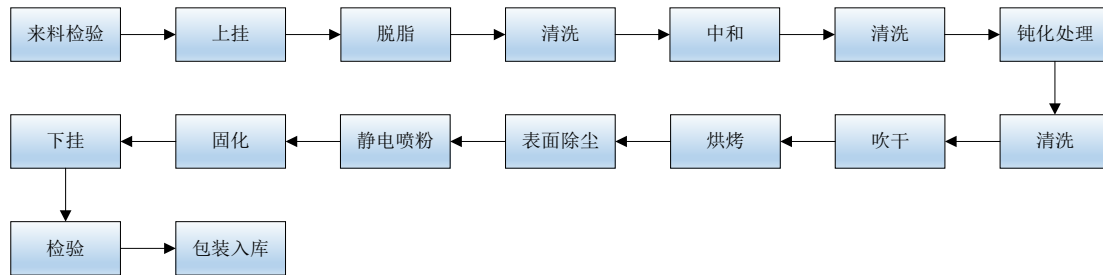 来料检验
上挂
脱脂
清洗
中和
清洗
钝化处理
清洗
吹干
烘烤
表面除尘
静电喷粉
固化
下挂
检验
包装入库